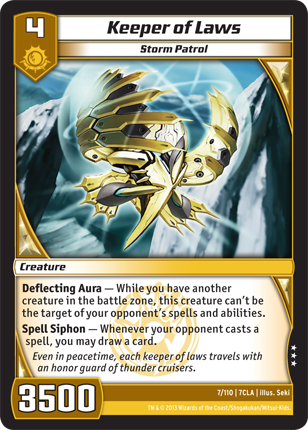 4
Keeper of Laws
Storm Patrol
Creature
Deflecting Aura — While you have another
creature in the battle zone, this creature can't be
the target of your opponent's spells and abilities.
Spell Siphon — Whenever your opponent casts a
spell, you may draw a card.
Even in peacetime, each keeper of laws travels with
an honor guard of thunder cruisers.
7/110 | 7CLA | illus. Seki
3500
TM & © 2013 Wizards of the Coast/Shogakukan/Mitsui-Kids